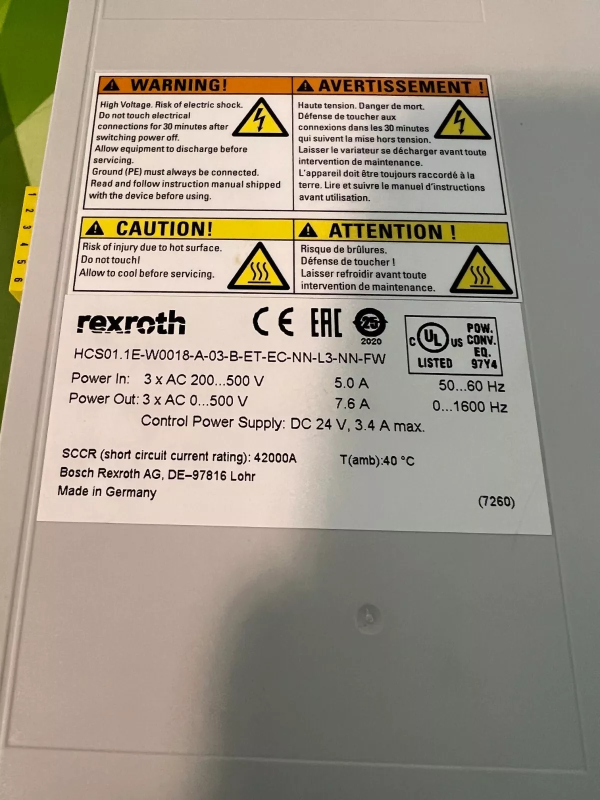 WARNING!
High Voltage. Risk of electric shock.
Do not touch electrical
connections for 30 minutes after
switching power off.
Allow equipment to discharge before
servicing.
Ground (PE) must always be connected.
Read and follow instruction manual shipped
with the device before using.
AVERTISSEMENT !
Haute tension. Danger de mort.
Défense de toucher aux
connexions dans les 30 minutes
qui suivent la mise hors tension.
Laisser le variateur se décharger avant toute
intervention de maintenance.
L'appareil doit être toujours raccordé à la
terre. Lire et suivre le manuel d'instructions
avant utilisation.
CAUTION!
Risk of injury due to hot surface.
Do not touch!
Allow to cool before servicing.
ATTENTION !
Risque de brûlures.
Défense de toucher !
Laisser refroidir avant toute
intervention de maintenance.
1
2
3
4
5
6
rexroth
CE EAC 25
2020
C UL US
LISTED
POW.
CONV.
EQ.
97Y4
HCS01.1E-W0018-A-03-B-ET-EC-NN-L3-NN-FW
Power In: 3 x AC 200...500 V 5.0 A 50...60 Hz
Power Out: 3 x AC 0...500 V 7.6 A 0...1600 Hz
Control Power Supply: DC 24 V, 3.4 A max.
SCCR (short circuit current rating): 42000A T(amb):40 °C
Bosch Rexroth AG, DE–97816 Lohr
Made in Germany
(7260)